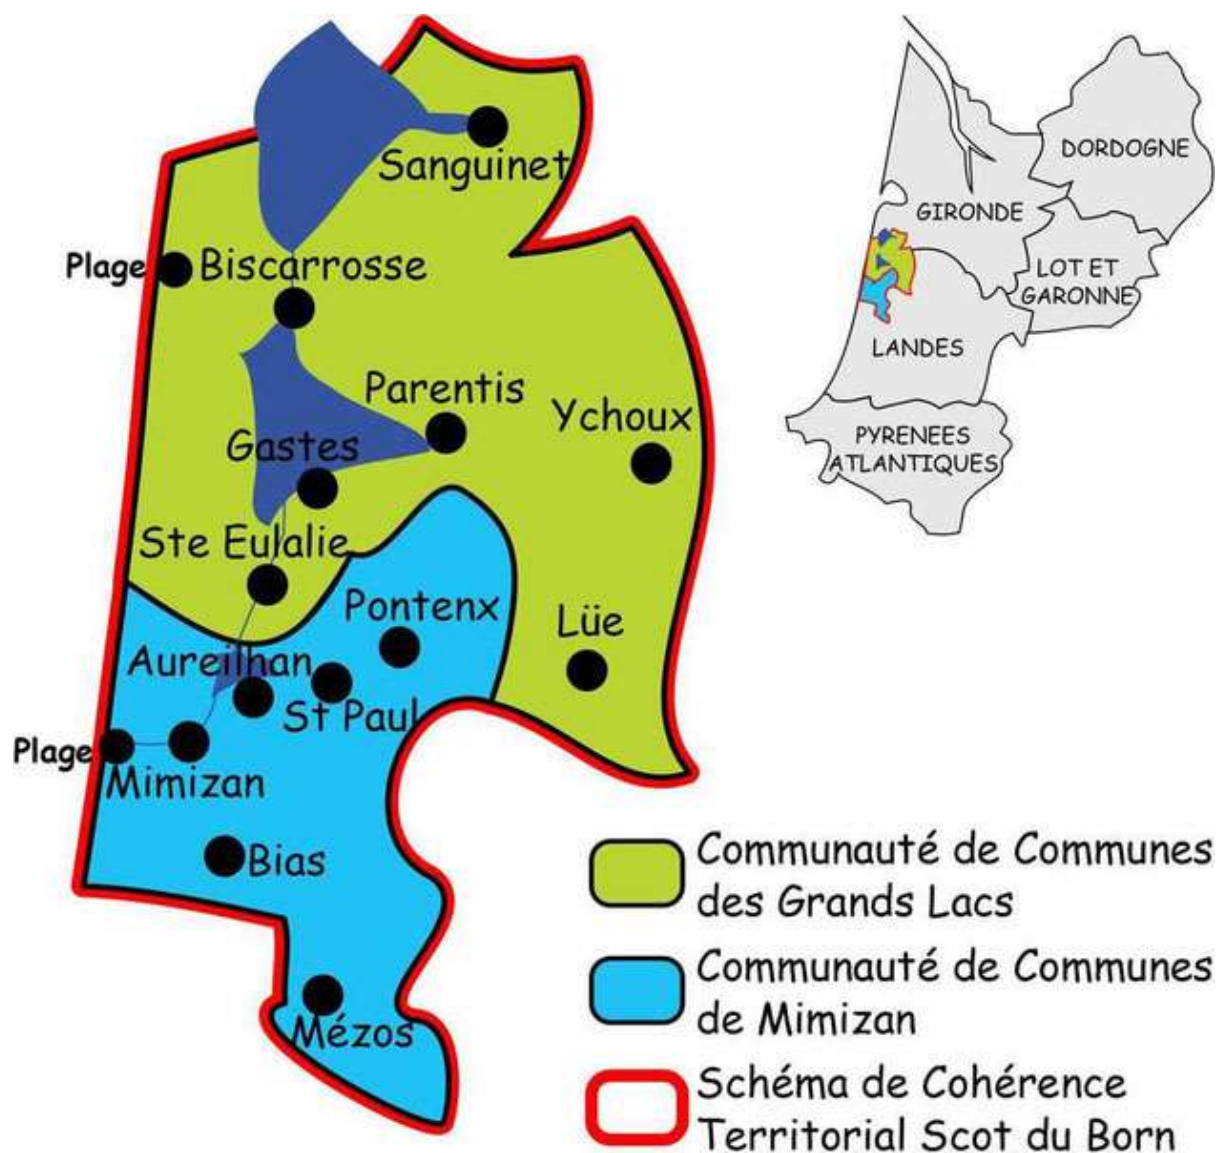 Sanguinet
Plage
Biscarrosse
Parentis
Ychoux
Gastes
Ste Eulalie
Pontenx
Lüe
Aureilhan
St Paul
Plage
Mimizan
Bias
Mézos
DORDOGNE
GIRONDE
LOT ET
GARONNE
LANDES
PYRENEES
ATLANTIQUES
Communauté de Communes
des Grands Lacs
Communauté de Communes
de Mimizan
Schéma de Cohérence
Territorial Scot du Born